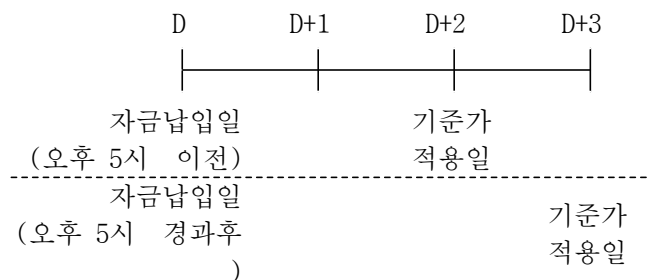 D D+1 D+2 D+3
자금납입일 기준가
(오후 5시 이전) 적용일
자금납입일
(오후 5시 경과후
)
기준가
적용일